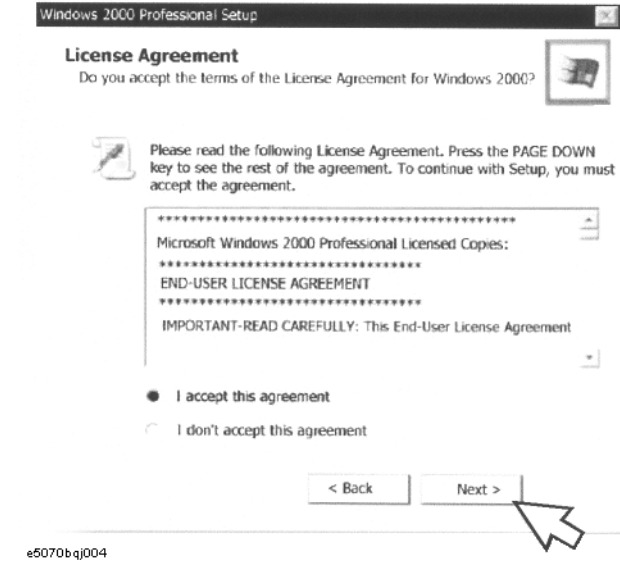 Windows 2000 Professional Setup
License Agreement
Do you accept the terms of the License Agreement for Windows 2000?
Please read the following License Agreement. Press the PAGE DOWN
key to see the rest of the agreement. To continue with Setup, you must
accept the agreement.
*********************************************
Microsoft Windows 2000 Professional Licensed Copies:
*********************************
END-USER LICENSE AGREEMENT
*********************************
IMPORTANT-READ CAREFULLY: This End-User License Agreement
I accept this agreement
I don't accept this agreement
< Back
Next >
e5070bqj004